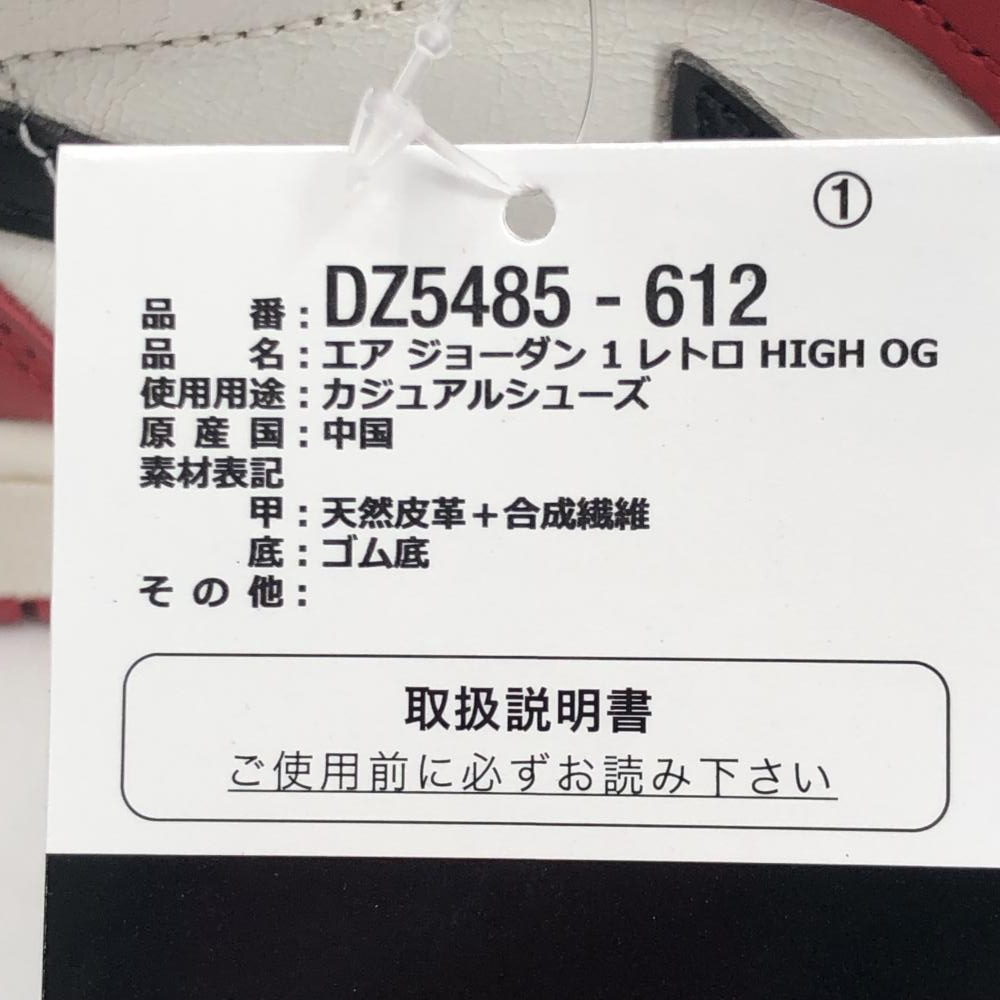 ①
品番：DZ5485 - 612
品名：エア ジョーダン 1 レトロ HIGH OG
使用用途：カジュアルシューズ
原産国：中国
素材表記
甲：天然皮革＋合成繊維
底：ゴム底
その他：
取扱説明書
ご使用前に必ずお読み下さい